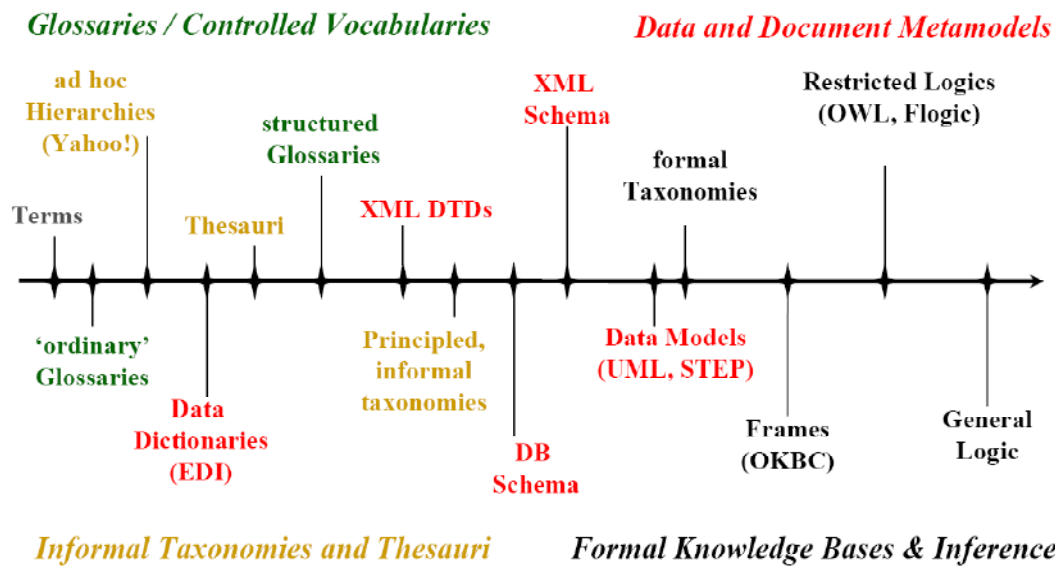 Glossaries / Controlled Vocabularies
Data and Document Metamodels
ad hoc
Hierarchies
(Yahoo!)
structured
Glossaries
XML
Schema
Restricted Logics
(OWL, Flogic)
formal
Taxonomies
Terms
Thesauri
XML DTDs
‘ordinary’
Glossaries
Data
Dictionaries
(EDI)
Principled,
informal
taxonomies
DB
Schema
Data Models
(UML, STEP)
Frames
(OKBC)
General
Logic
Informal Taxonomies and Thesauri
Formal Knowledge Bases & Inference